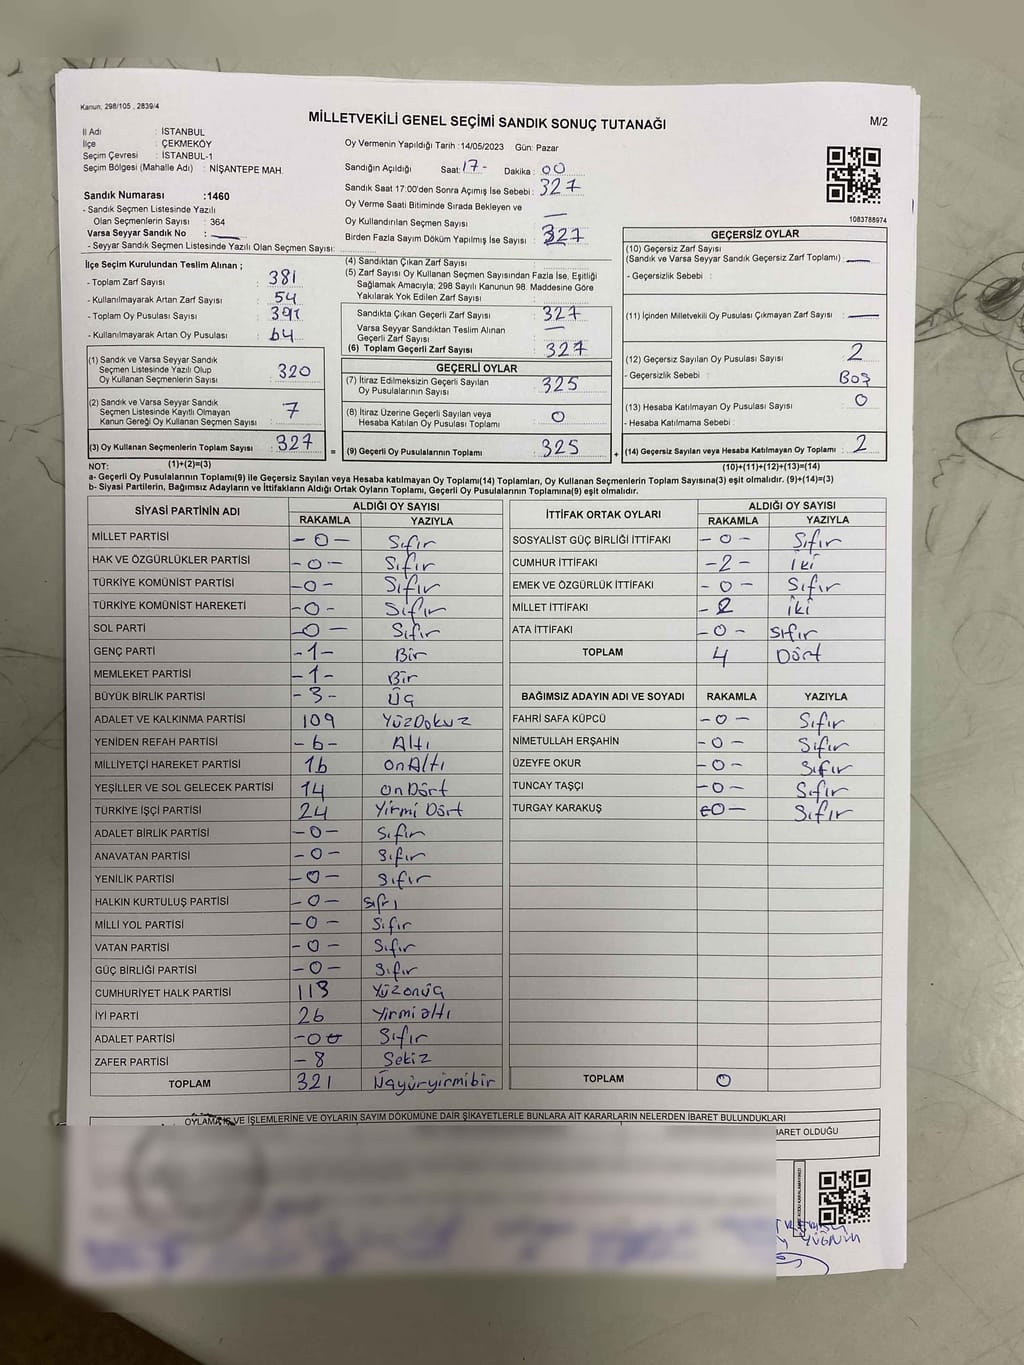 Kanun: 298/105 , 2839/4
MİLLETVEKİLİ GENEL SEÇİMİ SANDIK SONUÇ TUTANAĞI
M/2
İl Adı : İSTANBUL
İlçe : ÇEKMEKÖY
Seçim Çevresi : İSTANBUL-1
Seçim Bölgesi (Mahalle Adı) : NİŞANTEPE MAH.
Sandık Numarası :1460
- Sandık Seçmen Listesinde Yazılı
Olan Seçmenlerin Sayısı : 364
Varsa Seyyar Sandık No : —
- Seyyar Sandık Seçmen Listesinde Yazılı Olan Seçmen Sayısı:
Oy Vermenin Yapıldığı Tarih :14/05/2023 Gün: Pazar
Sandığın Açıldığı Saat: 17- Dakika : 00
Sandık Saat 17:00'den Sonra Açımış İse Sebebi : 327
Oy Verme Saati Bitiminde Sırada Bekleyen ve
Oy Kullandırılan Seçmen Sayısı —
Birden Fazla Sayım Döküm Yapılmış İse Sayısı : 327
1083788974
İlçe Seçim Kurulundan Teslim Alınan ;
- Toplam Zarf Sayısı : 381
- Kullanılmayarak Artan Zarf Sayısı : 54
- Toplam Oy Pusulası Sayısı : 391
- Kullanılmayarak Artan Oy Pusulası : 64
(1) Sandık ve Varsa Seyyar Sandık
Seçmen Listesinde Yazılı Olup
Oy Kullanan Seçmenlerin Sayısı : 320
(2) Sandık ve Varsa Seyyar Sandık
Seçmen Listesinde Kayıtlı Olmayan
Kanun Gereği Oy Kullanan Seçmen Sayısı : 7
(3) Oy Kullanan Seçmenlerin Toplam Sayısı : 327
(1)+(2)=(3)
(4) Sandıktan Çıkan Zarf Sayısı :
(5) Zarf Sayısı Oy Kullanan Seçmen Sayısından Fazla İse, Eşitliği
Sağlamak Amacıyla; 298 Sayılı Kanunun 98. Maddesine Göre
Yakılarak Yok Edilen Zarf Sayısı :
Sandıkta Çıkan Geçerli Zarf Sayısı : 327
Varsa Seyyar Sandıktan Teslim Alınan
Geçerli Zarf Sayısı : —
(6) Toplam Geçerli Zarf Sayısı : 327
GEÇERLİ OYLAR
(7) İtiraz Edilmeksizin Geçerli Sayılan
Oy Pusulalarının Sayısı : 325
(8) İtiraz Üzerine Geçerli Sayılan veya
Hesaba Katılan Oy Pusulası Toplamı : 0
= (9) Geçerli Oy Pusulalarının Toplamı : 325
GEÇERSİZ OYLAR
(10) Geçersiz Zarf Sayısı
(Sandık ve Varsa Seyyar Sandık Geçersiz Zarf Toplamı) : —
- Geçersizlik Sebebi :
(11) İçinden Milletvekili Oy Pusulası Çıkmayan Zarf Sayısı : —
(12) Geçersiz Sayılan Oy Pusulası Sayısı : 2
- Geçersizlik Sebebi : Boş
(13) Hesaba Katılmayan Oy Pusulası Sayısı : 0
- Hesaba Katılmama Sebebi :
+ (14) Geçersiz Sayılan veya Hesaba Katılmayan Oy Toplamı : 2
(10)+(11)+(12)+(13)=(14)
NOT:
a- Geçerli Oy Pusulalarının Toplamı(9) ile Geçersiz Sayılan veya Hesaba katılmayan Oy Toplamı(14) Toplamları, Oy Kullanan Seçmenlerin Toplam Sayısına(3) eşit olmalıdır. (9)+(14)=(3)
b- Siyasi Partilerin, Bağımsız Adayların ve İttifakların Aldığı Ortak Oyların Toplamı, Geçerli Oy Pusulalarının Toplamına(9) eşit olmalıdır.
SİYASİ PARTİNİN ADI ALDIĞI OY SAYISI
RAKAMLA YAZIYLA
MİLLET PARTİSİ - 0 - Sıfır
HAK VE ÖZGÜRLÜKLER PARTİSİ - 0 - Sıfır
TÜRKİYE KOMÜNİST PARTİSİ - 0 - Sıfır
TÜRKİYE KOMÜNİST HAREKETİ - 0 - Sıfır
SOL PARTİ - 0 - Sıfır
GENÇ PARTİ - 1 - Bir
MEMLEKET PARTİSİ - 1 - Bir
BÜYÜK BİRLİK PARTİSİ - 3 - Üç
ADALET VE KALKINMA PARTİSİ 109 YüzDokuz
YENİDEN REFAH PARTİSİ - 6 - Altı
MİLLİYETÇİ HAREKET PARTİSİ 16 OnAltı
YEŞİLLER VE SOL GELECEK PARTİSİ 14 On Dört
TÜRKİYE İŞÇİ PARTİSİ 24 Yirmi Dört
ADALET BİRLİK PARTİSİ - 0 - Sıfır
ANAVATAN PARTİSİ - 0 - Sıfır
YENİLİK PARTİSİ - 0 - Sıfır
HALKIN KURTULUŞ PARTİSİ - 0 - Sıfrı
MİLLİ YOL PARTİSİ - 0 - Sıfır
VATAN PARTİSİ - 0 - Sıfır
GÜÇ BİRLİĞİ PARTİSİ - 0 - Sıfır
CUMHURİYET HALK PARTİSİ 113 Yüzonüç
İYİ PARTİ 26 Yirmi altı
ADALET PARTİSİ - 0 0 Sıfır
ZAFER PARTİSİ - 8 Sekiz
TOPLAM 321 Üçyüzyirmibir
İTTİFAK ORTAK OYLARI ALDIĞI OY SAYISI
RAKAMLA YAZIYLA
SOSYALİST GÜÇ BİRLİĞİ İTTİFAKI - 0 - Sıfır
CUMHUR İTTİFAKI - 2 - İki
EMEK VE ÖZGÜRLÜK İTTİFAKI - 0 - Sıfır
MİLLET İTTİFAKI - 2 İki
ATA İTTİFAKI - 0 - Sıfır
TOPLAM 4 Dört
BAĞIMSIZ ADAYIN ADI VE SOYADI RAKAMLA YAZIYLA
FAHRİ SAFA KÜPCÜ - 0 - Sıfır
NİMETULLAH ERŞAHİN - 0 - Sıfır
ÜZEYFE OKUR - 0 - Sıfır
TUNCAY TAŞÇI - 0 - Sıfır
TURGAY KARAKUŞ - 0 - Sıfır
TOPLAM 0
OYLAMA İŞ VE İŞLEMLERİNE VE OYLARIN SAYIM DÖKÜMÜNE DAİR ŞİKAYETLERLE BUNLARA AİT KARARLARIN NELERDEN İBARET BULUNDUKLARI
BARET OLDUĞU